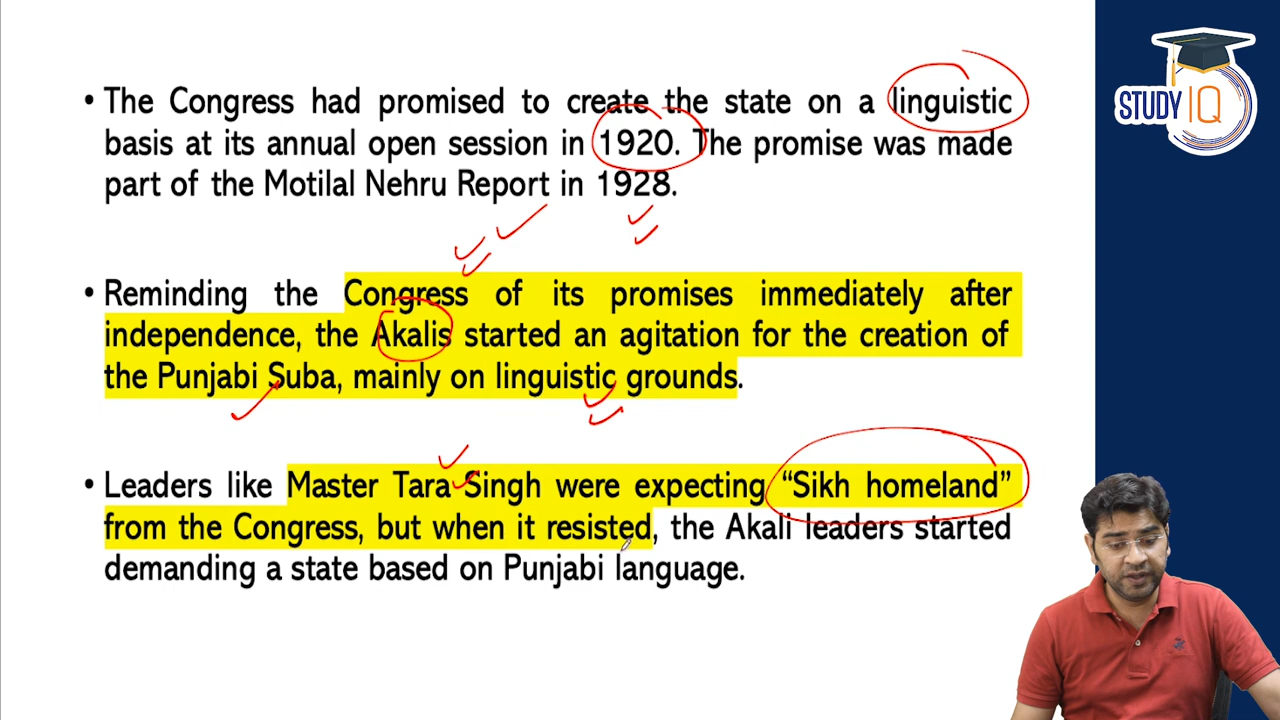 • The Congress had promised to create the state on a linguistic
basis at its annual open session in 1920. The promise was made
part of the Motilal Nehru Report in 1928.
• Reminding the Congress of its promises immediately after
independence, the Akalis started an agitation for the creation of
the Punjabi Suba, mainly on linguistic grounds.
• Leaders like Master Tara Singh were expecting “Sikh homeland”
from the Congress, but when it resisted, the Akali leaders started
demanding a state based on Punjabi language.
STUDY IQ